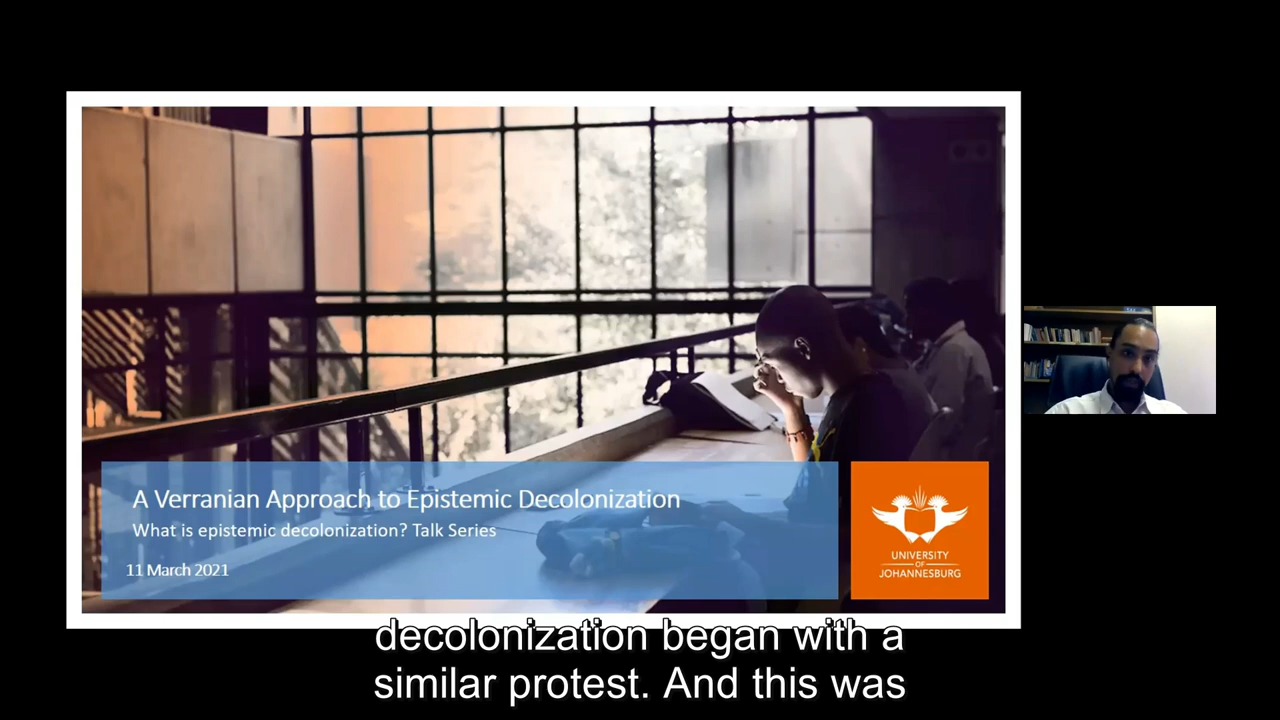 A Verranian Approach to Epistemic Decolonization
What is epistemic decolonization? Talk Series
11 March 2021
UNIVERSITY
OF
JOHANNESBURG
decolonization began with a
similar protest. And this was